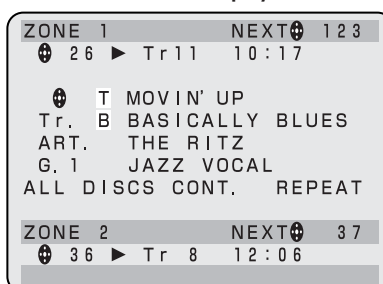 ZONE 1 NEXT 123
26 ► Tr11 10:17
T MOVIN' UP
Tr. B BASICALLY BLUES
ART. THE RITZ
G. 1 JAZZ VOCAL
ALL DISCS CONT. REPEAT
ZONE 2 NEXT 37
36 ► Tr 8 12:06